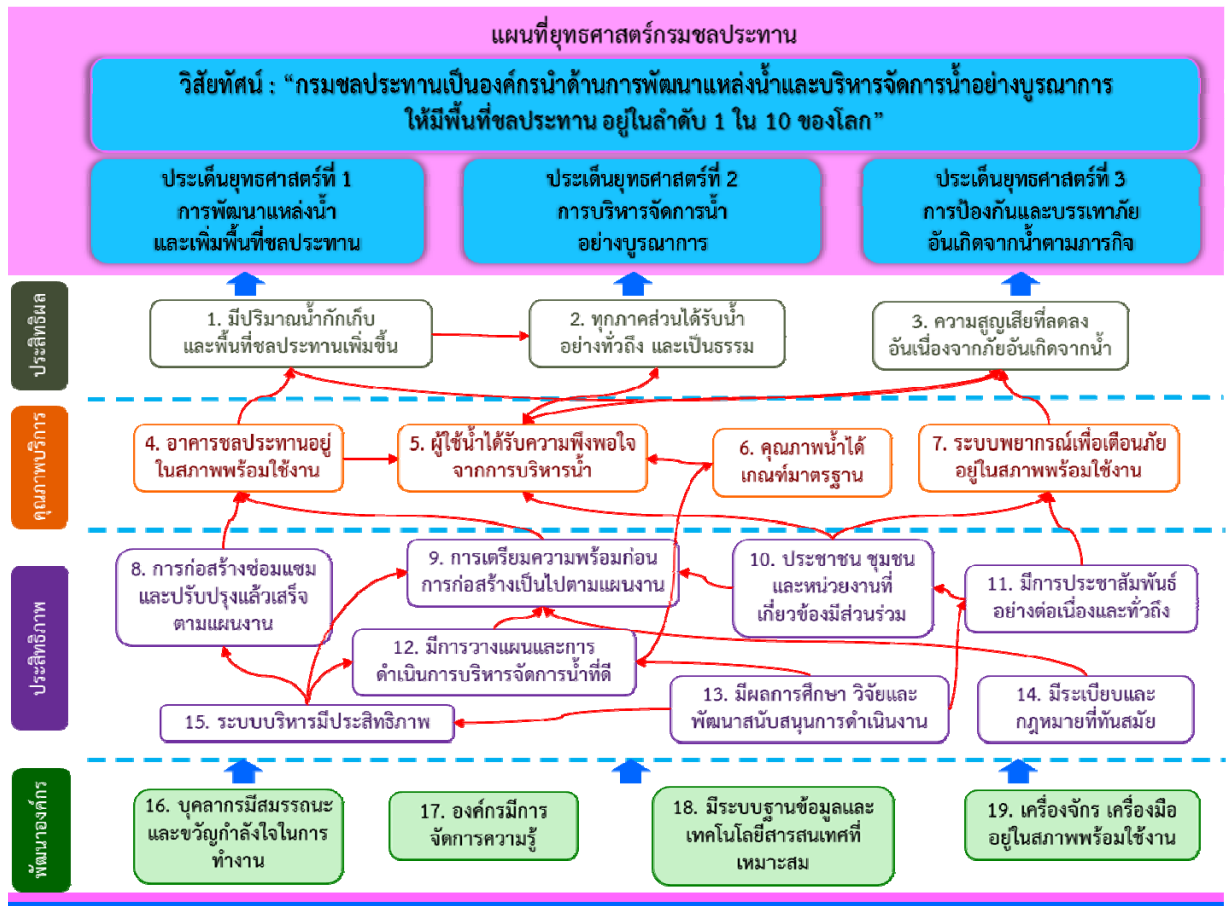 แผนที่ยุทธศาสตร์กรมชลประทาน
วิสัยทัศน์ : “กรมชลประทานเป็นองค์กรนำด้านการพัฒนาแหล่งน้ำและบริหารจัดการน้ำอย่างบูรณาการ
ให้มีพื้นที่ชลประทาน อยู่ในลำดับ 1 ใน 10 ของโลก”
ประเด็นยุทธศาสตร์ที่ 1
การพัฒนาแหล่งน้ำ
และเพิ่มพื้นที่ชลประทาน
ประเด็นยุทธศาสตร์ที่ 2
การบริหารจัดการน้ำ
อย่างบูรณาการ
ประเด็นยุทธศาสตร์ที่ 3
การป้องกันและบรรเทาภัย
อันเกิดจากน้ำตามภารกิจ
ประสิทธิผล
1. มีปริมาณน้ำกักเก็บ
และพื้นที่ชลประทานเพิ่มขึ้น
2. ทุกภาคส่วนได้รับน้ำ
อย่างทั่วถึง และเป็นธรรม
3. ความสูญเสียที่ลดลง
อันเนื่องจากภัยอันเกิดจากน้ำ
คุณภาพบริการ
4. อาคารชลประทานอยู่
ในสภาพพร้อมใช้งาน
5. ผู้ใช้น้ำได้รับความพึงพอใจ
จากการบริหารน้ำ
6. คุณภาพน้ำได้
เกณฑ์มาตรฐาน
7. ระบบพยากรณ์เพื่อเตือนภัย
อยู่ในสภาพพร้อมใช้งาน
ประสิทธิภาพ
8. การก่อสร้างซ่อมแซม
และปรับปรุงแล้วเสร็จ
ตามแผนงาน
9. การเตรียมความพร้อมก่อน
การก่อสร้างเป็นไปตามแผนงาน
10. ประชาชน ชุมชน
และหน่วยงานที่
เกี่ยวข้องมีส่วนร่วม
11. มีการประชาสัมพันธ์
อย่างต่อเนื่องและทั่วถึง
12. มีการวางแผนและการ
ดำเนินการบริหารจัดการน้ำที่ดี
13. มีผลการศึกษา วิจัยและ
พัฒนาสนับสนุนการดำเนินงาน
14. มีระเบียบและ
กฎหมายที่ทันสมัย
15. ระบบบริหารมีประสิทธิภาพ
พัฒนาองค์กร
16. บุคลากรมีสมรรถนะ
และขวัญกำลังใจในการ
ทำงาน
17. องค์กรมีการ
จัดการความรู้
18. มีระบบฐานข้อมูลและ
เทคโนโลยีสารสนเทศที่
เหมาะสม
19. เครื่องจักร เครื่องมือ
อยู่ในสภาพพร้อมใช้งาน